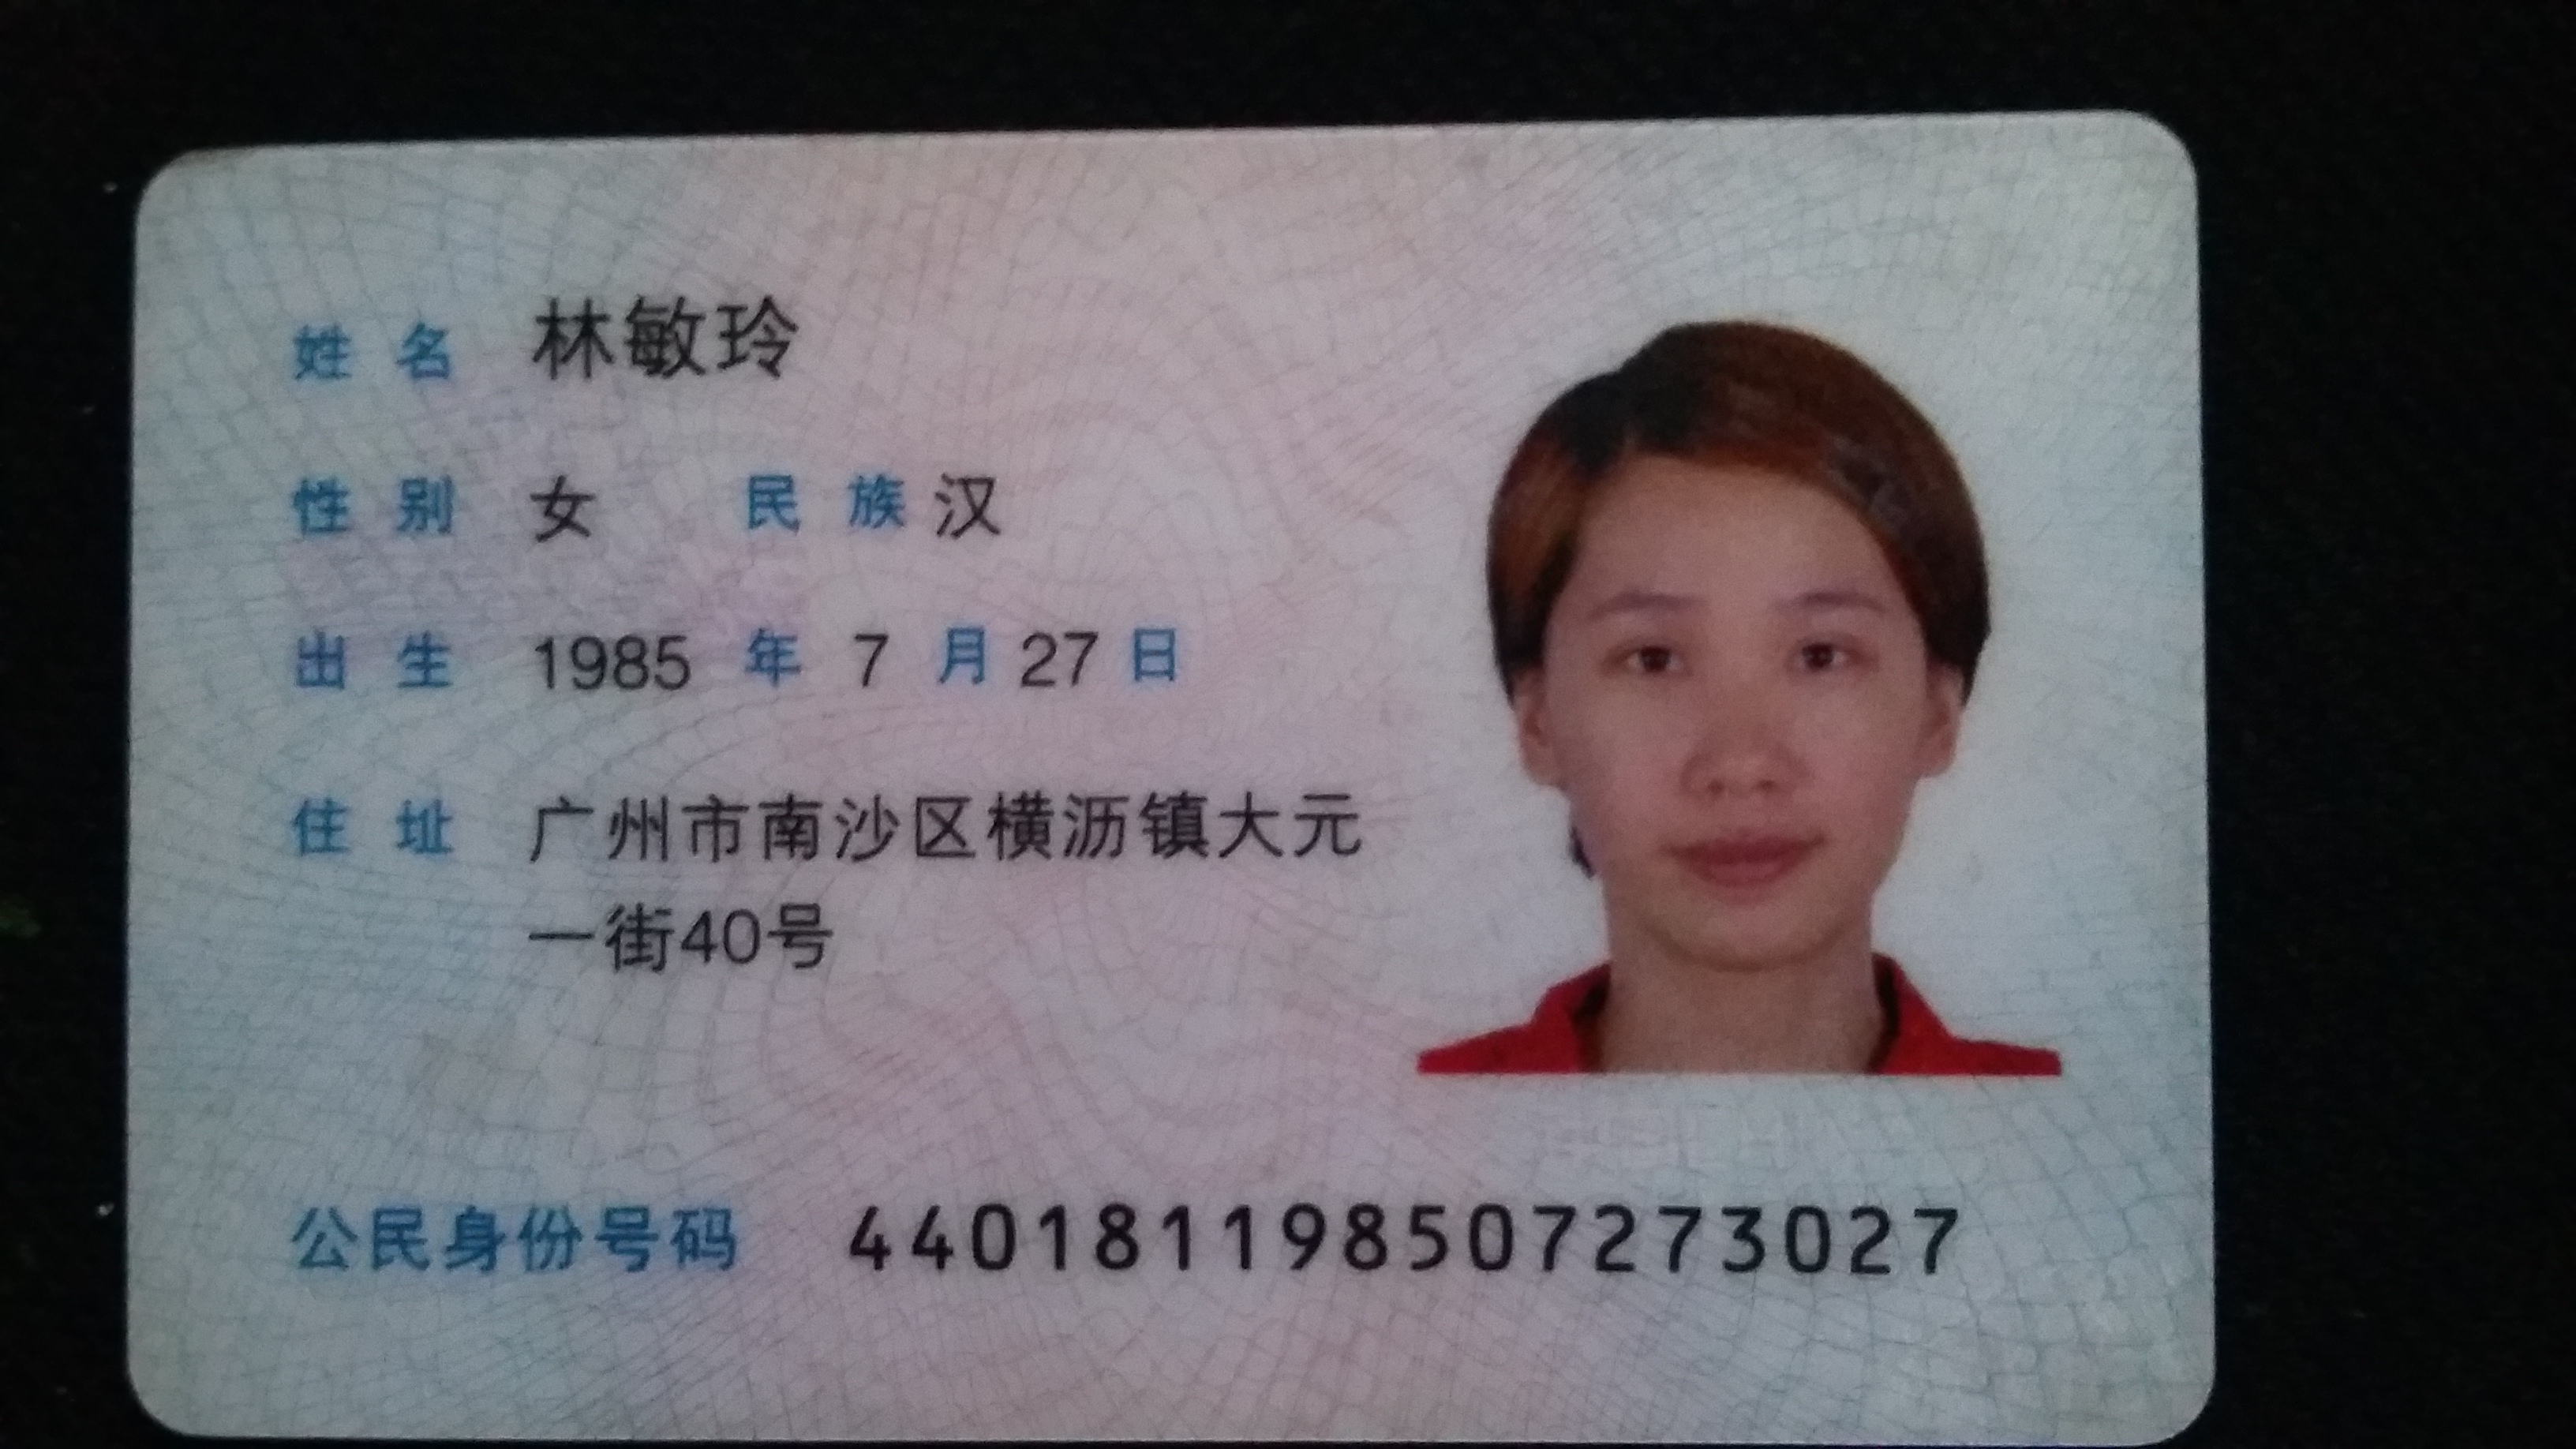 姓名 林敏玲
性别 女 民族 汉
出生 1985 年 7 月 27 日
住址 广州市南沙区横沥镇大元
一街40号
公民身份号码 440181198507273027